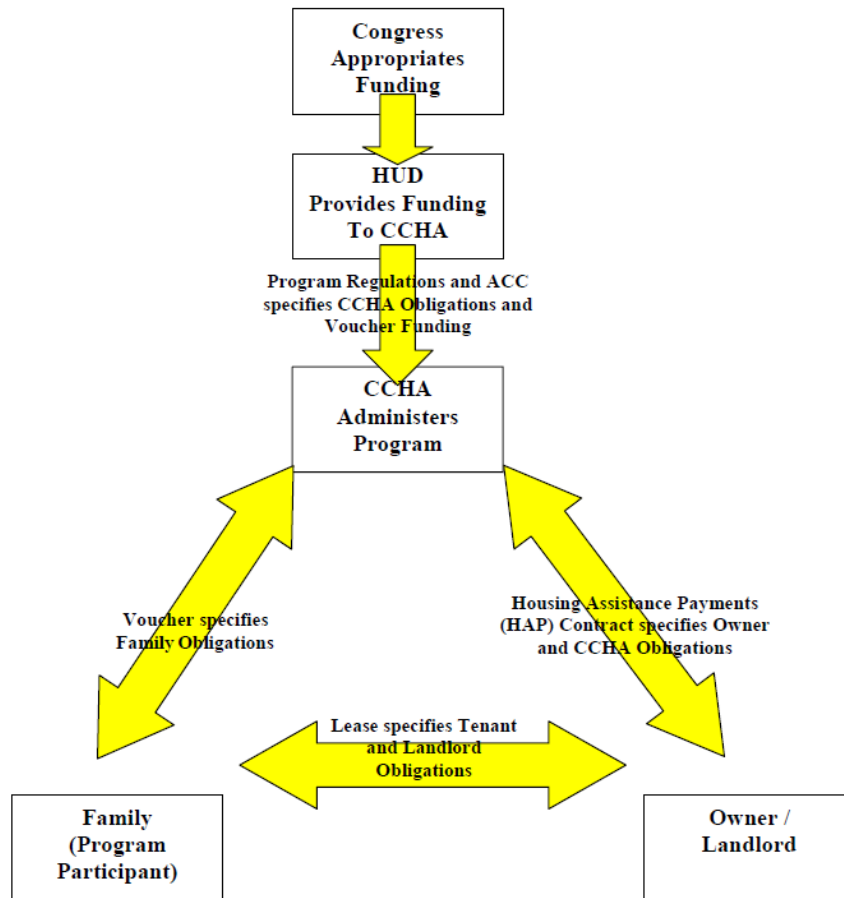 Congress
Appropriates
Funding
HUD
Provides Funding
To CCHA
Program Regulations and ACC
specifies CCHA Obligations and
Voucher Funding
CCHA
Administers
Program
Voucher specifies
Family Obligations
Housing Assistance Payments
(HAP) Contract specifies Owner
and CCHA Obligations
Lease specifies Tenant
and Landlord
Obligations
Family
(Program
Participant)
Owner /
Landlord